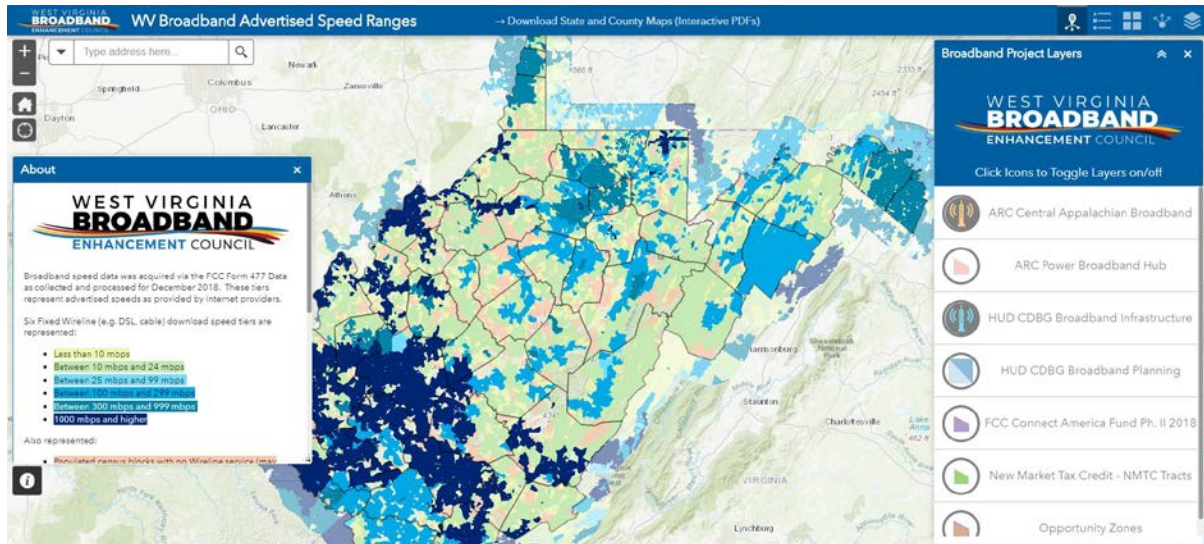 WEST VIRGINIA
BROADBAND
ENHANCEMENT COUNCIL
WV Broadband Advertised Speed Ranges
→ Download State and County Maps (Interactive PDFs)
+
−
Type address here...
Newark
Springfield
Columbus
Zanesville
OHIO
Dayton
Lancaster
Athens
About ×
WEST VIRGINIA
BROADBAND
ENHANCEMENT COUNCIL
Broadband speed data was acquired via the FCC Form 477 Data
as collected and processed for December 2018. These tiers
represent advertised speeds as provided by internet providers.
Six Fixed Wireline (e.g. DSL, cable) download speed tiers are
represented:
• Less than 10 mbps
• Between 10 mbps and 24 mbps
• Between 25 mbps and 99 mbps
• Between 100 mbps and 299 mbps
• Between 300 mbps and 999 mbps
• 1000 mbps and higher
Also represented:
• Populated census blocks with no Wireline service (may
Staunton
Charlottesville
VIRGINIA
Lynchburg
Broadband Project Layers ×
WEST VIRGINIA
BROADBAND
ENHANCEMENT COUNCIL
Click Icons to Toggle Layers on/off
ARC Central Appalachian Broadband
ARC Power Broadband Hub
HUD CDBG Broadband Infrastructure
HUD CDBG Broadband Planning
FCC Connect America Fund Ph. II 2018
New Market Tax Credit - NMTC Tracts
Opportunity Zones